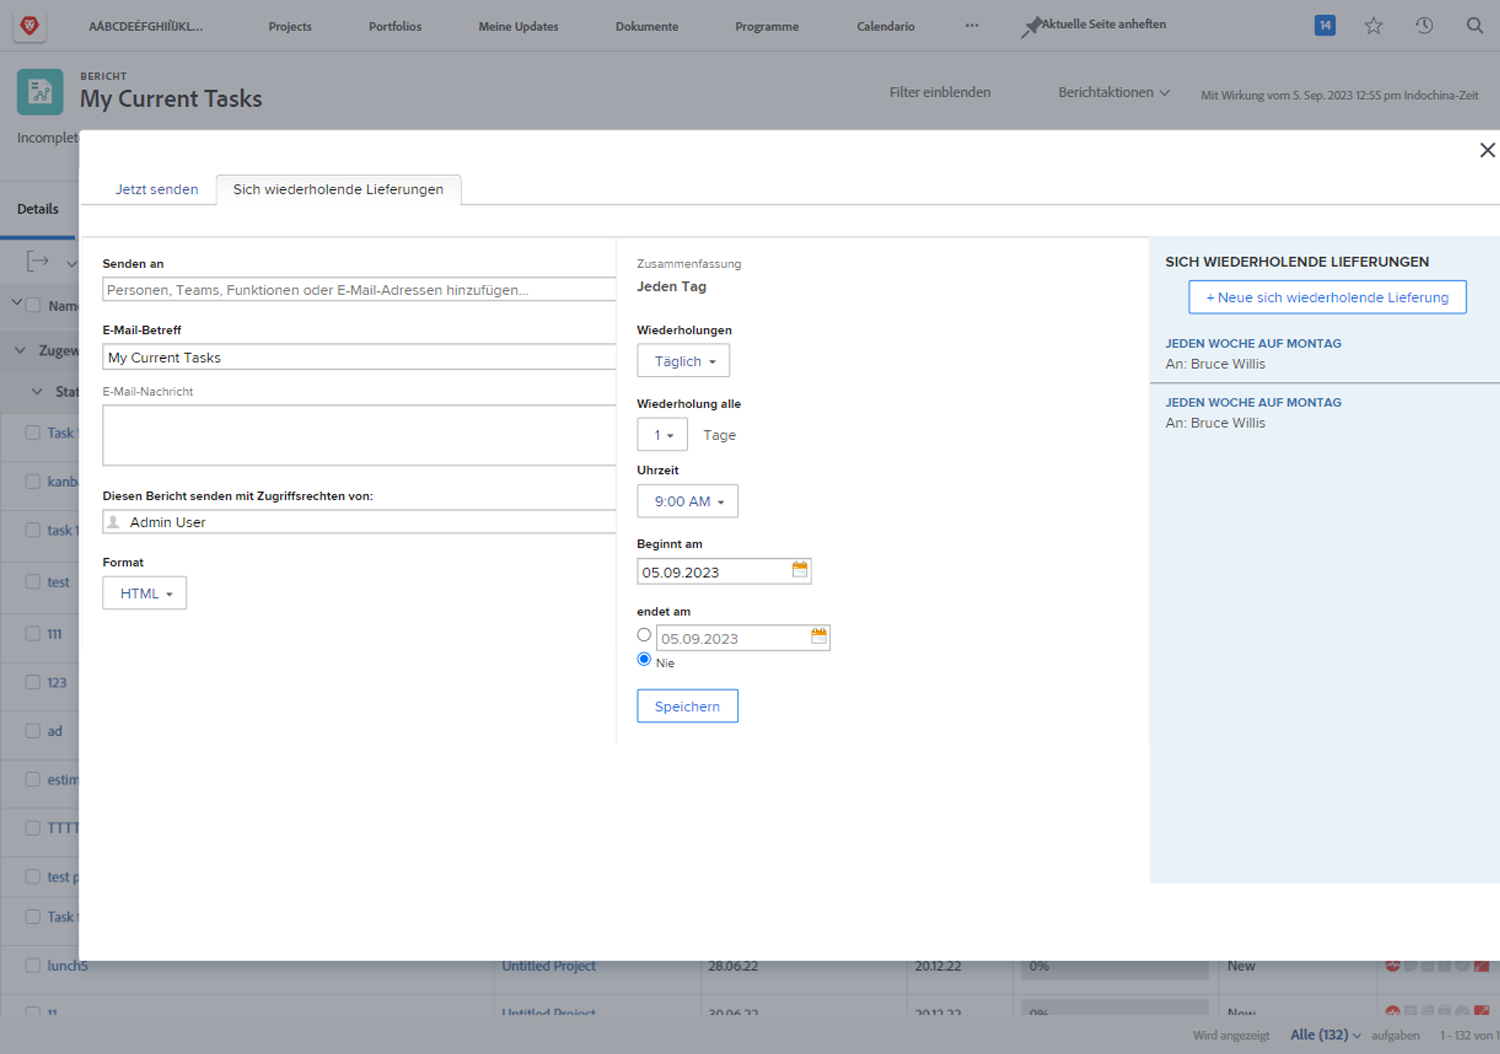 AÁBCDEÉFGHIIÍJKL...
Projects
Portfolios
Meine Updates
Dokumente
Programme
Calendario
Aktuelle Seite anheften
14
BERICHT
My Current Tasks
Filter einblenden
Berichtaktionen
Mit Wirkung vom 5. Sep. 2023 12:55 pm Indochina-Zeit
Jetzt senden
Sich wiederholende Lieferungen
Details
Senden an
Personen, Teams, Funktionen oder E-Mail-Adressen hinzufügen...
E-Mail-Betreff
My Current Tasks
E-Mail-Nachricht
Diesen Bericht senden mit Zugriffsrechten von:
Admin User
Format
HTML
Zusammenfassung
Jeden Tag
Wiederholungen
Täglich
Wiederholung alle
1 Tage
Uhrzeit
9:00 AM
Beginnt am
05.09.2023
endet am
05.09.2023
Nie
Speichern
SICH WIEDERHOLENDE LIEFERUNGEN
+ Neue sich wiederholende Lieferung
JEDEN WOCHE AUF MONTAG
An: Bruce Willis
JEDEN WOCHE AUF MONTAG
An: Bruce Willis
Task
task 1
test
111
123
ad
TTTT
test p
Task
lunch5 Untitled Project 28.06.22 20.12.22 0% New
11 Untitled Project 30.06.22 20.12.22 0% New
Wird angezeigt Alle (132) aufgaben 1 - 132 von 1